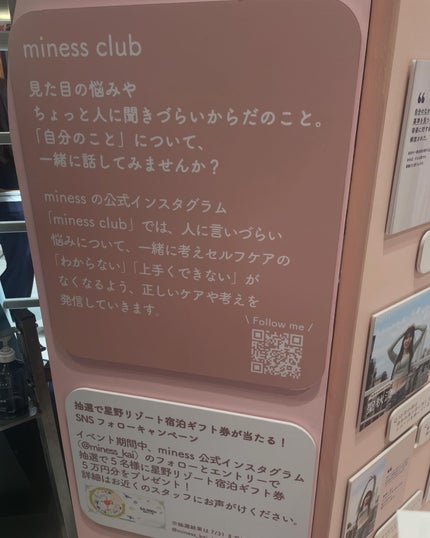 miness club
見た目の悩みや
ちょっと人に聞きづらいからだのこと。
「自分のこと」について、
一緒に話してみませんか？
miness の公式インスタグラム
「miness club」では、人に言いづらい
悩みについて、一緒に考えセルフケアの
「わからない」「上手くできない」が
なくなるよう、正しいケアや考えを
発信していきます。
\ Follow me /
抽選で星野リゾート宿泊ギフト券が当たる！
SNSフォローキャンペーン
イベント期間中、miness 公式インスタグラム
（@miness_kai）のフォローとエントリーで
抽選で５名様に星野リゾート宿泊ギフト券
５万円分をプレゼント！
詳細はお近くのスタッフにお声がけください。